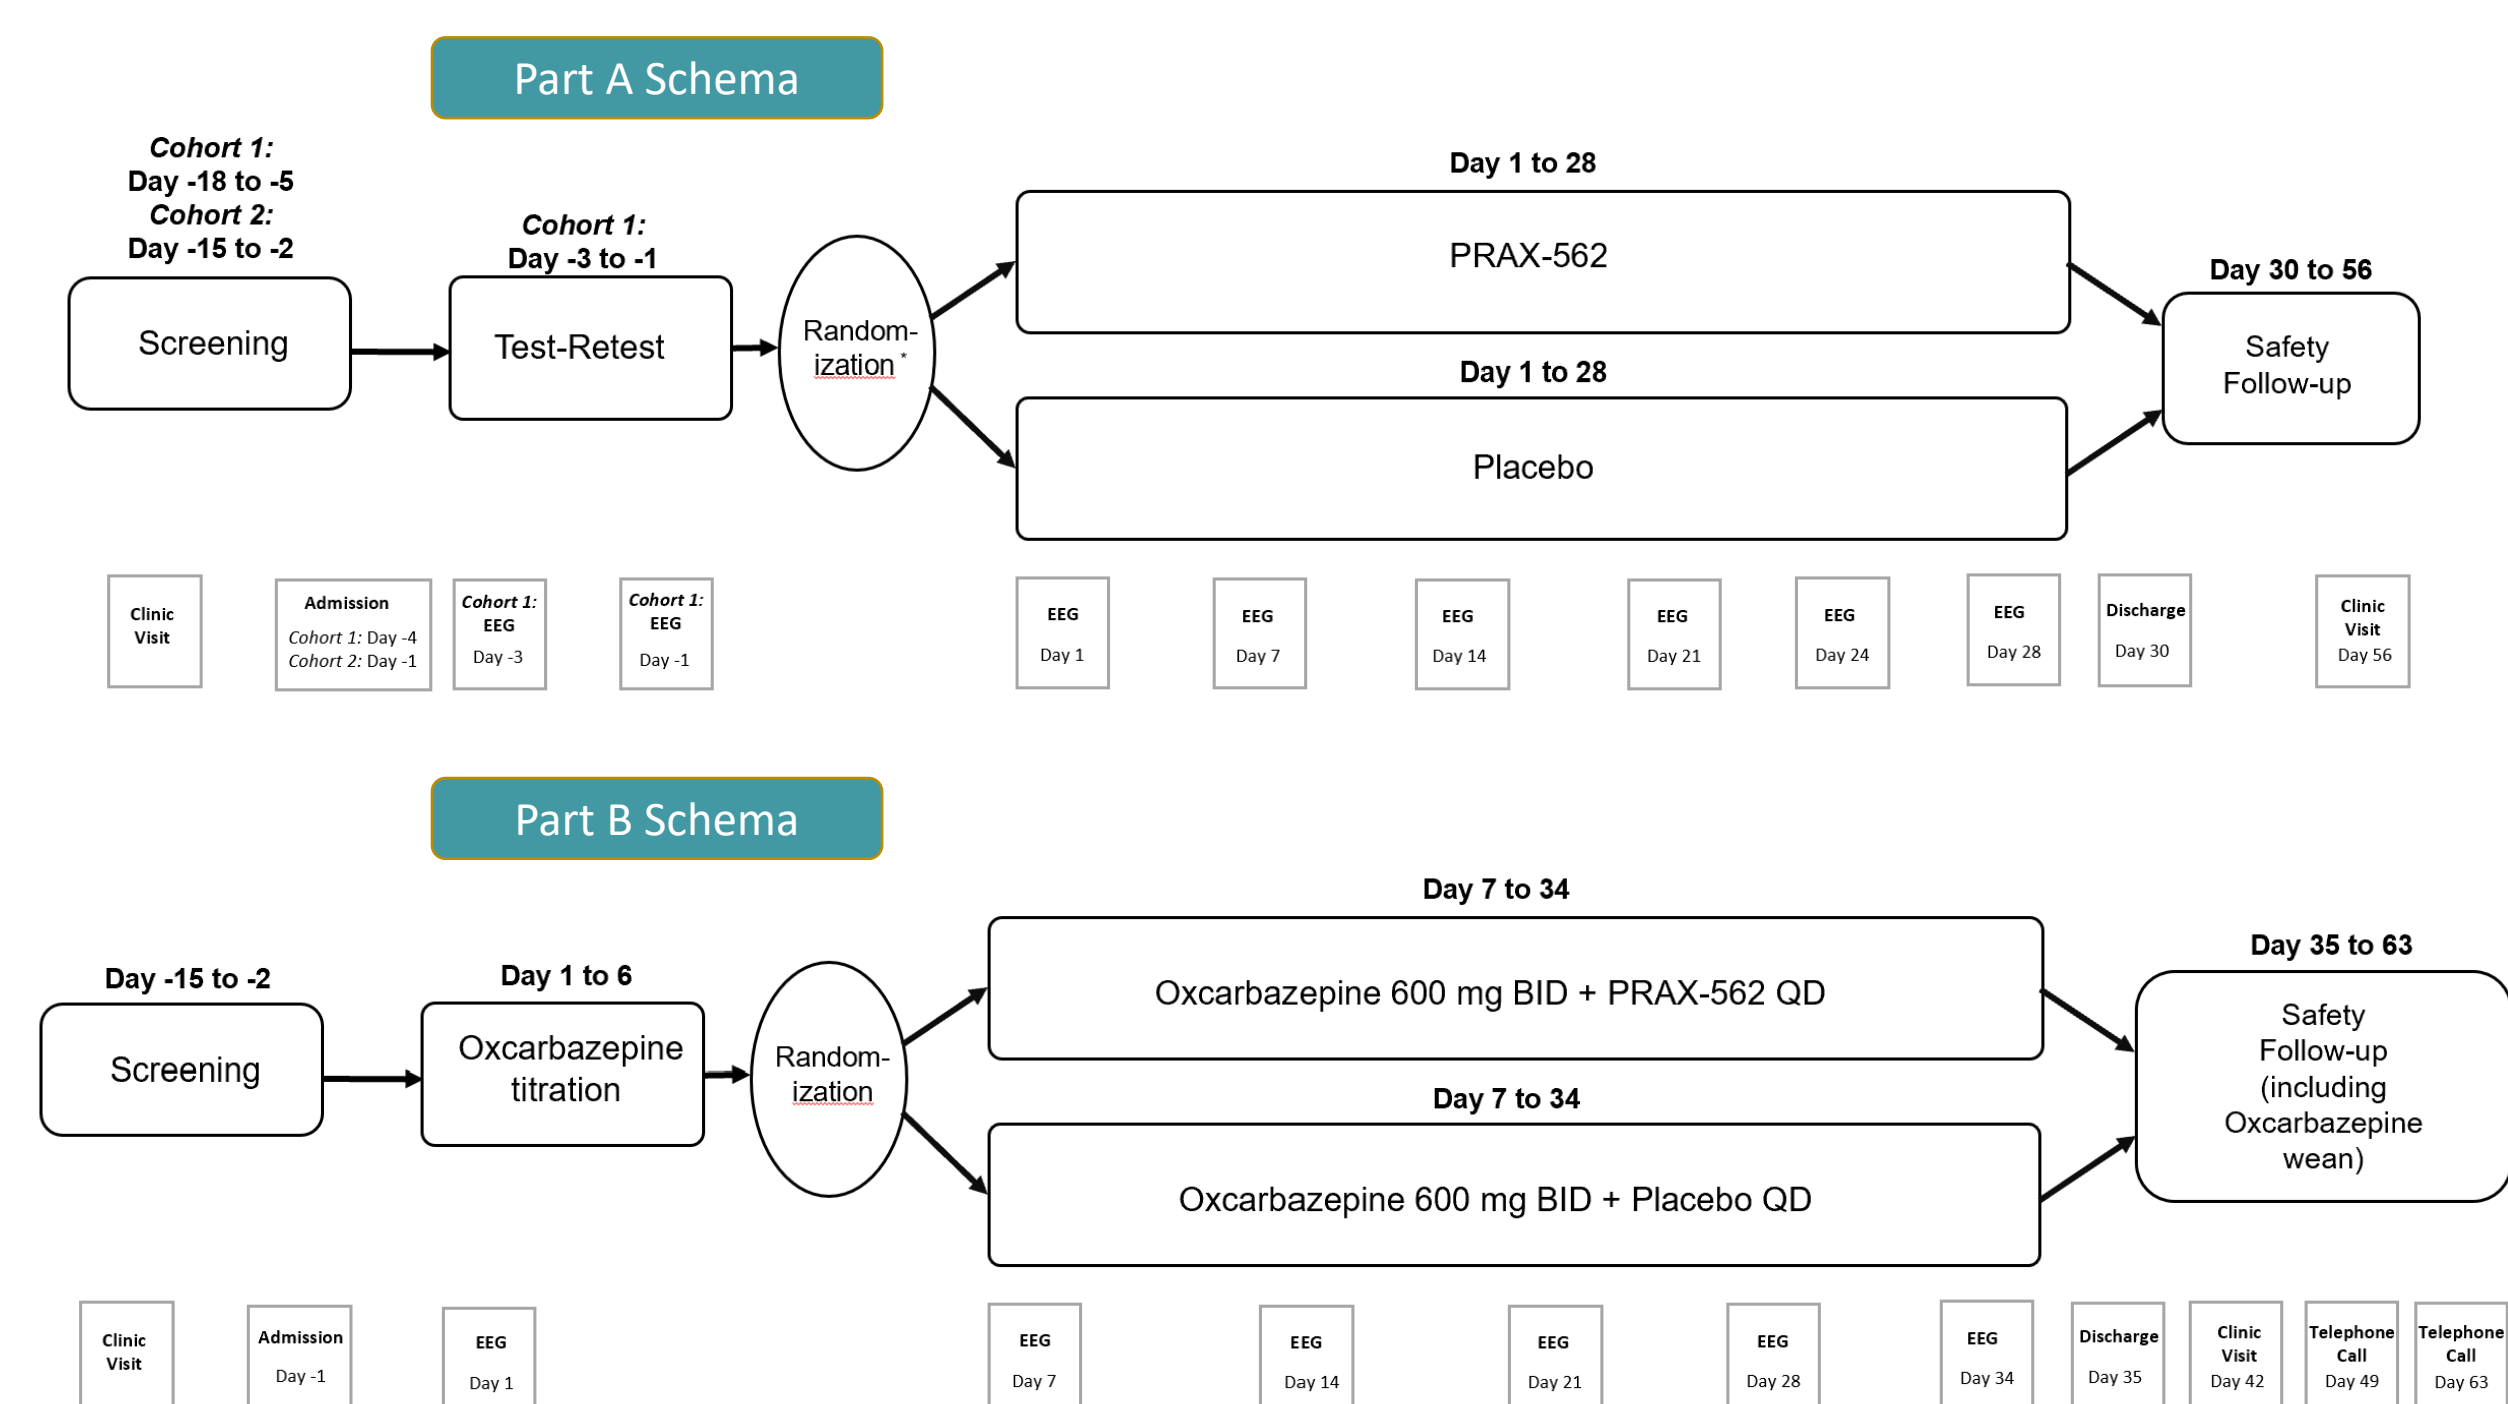 Part A Schema
Cohort 1:
Day -18 to -5
Cohort 2:
Day -15 to -2
Screening
Cohort 1:
Day -3 to -1
Test-Retest
Random-
ization *
Day 1 to 28
PRAX-562
Day 1 to 28
Placebo
Day 30 to 56
Safety
Follow-up
Clinic
Visit
Admission
Cohort 1: Day -4
Cohort 2: Day -1
Cohort 1:
EEG
Day -3
Cohort 1:
EEG
Day -1
EEG
Day 1
EEG
Day 7
EEG
Day 14
EEG
Day 21
EEG
Day 24
EEG
Day 28
Discharge
Day 30
Clinic
Visit
Day 56
Part B Schema
Day -15 to -2
Screening
Day 1 to 6
Oxcarbazepine
titration
Random-
ization
Day 7 to 34
Oxcarbazepine 600 mg BID + PRAX-562 QD
Day 7 to 34
Oxcarbazepine 600 mg BID + Placebo QD
Day 35 to 63
Safety
Follow-up
(including
Oxcarbazepine
wean)
Clinic
Visit
Admission
Day -1
EEG
Day 1
EEG
Day 7
EEG
Day 14
EEG
Day 21
EEG
Day 28
EEG
Day 34
Discharge
Day 35
Clinic
Visit
Day 42
Telephone
Call
Day 49
Telephone
Call
Day 63